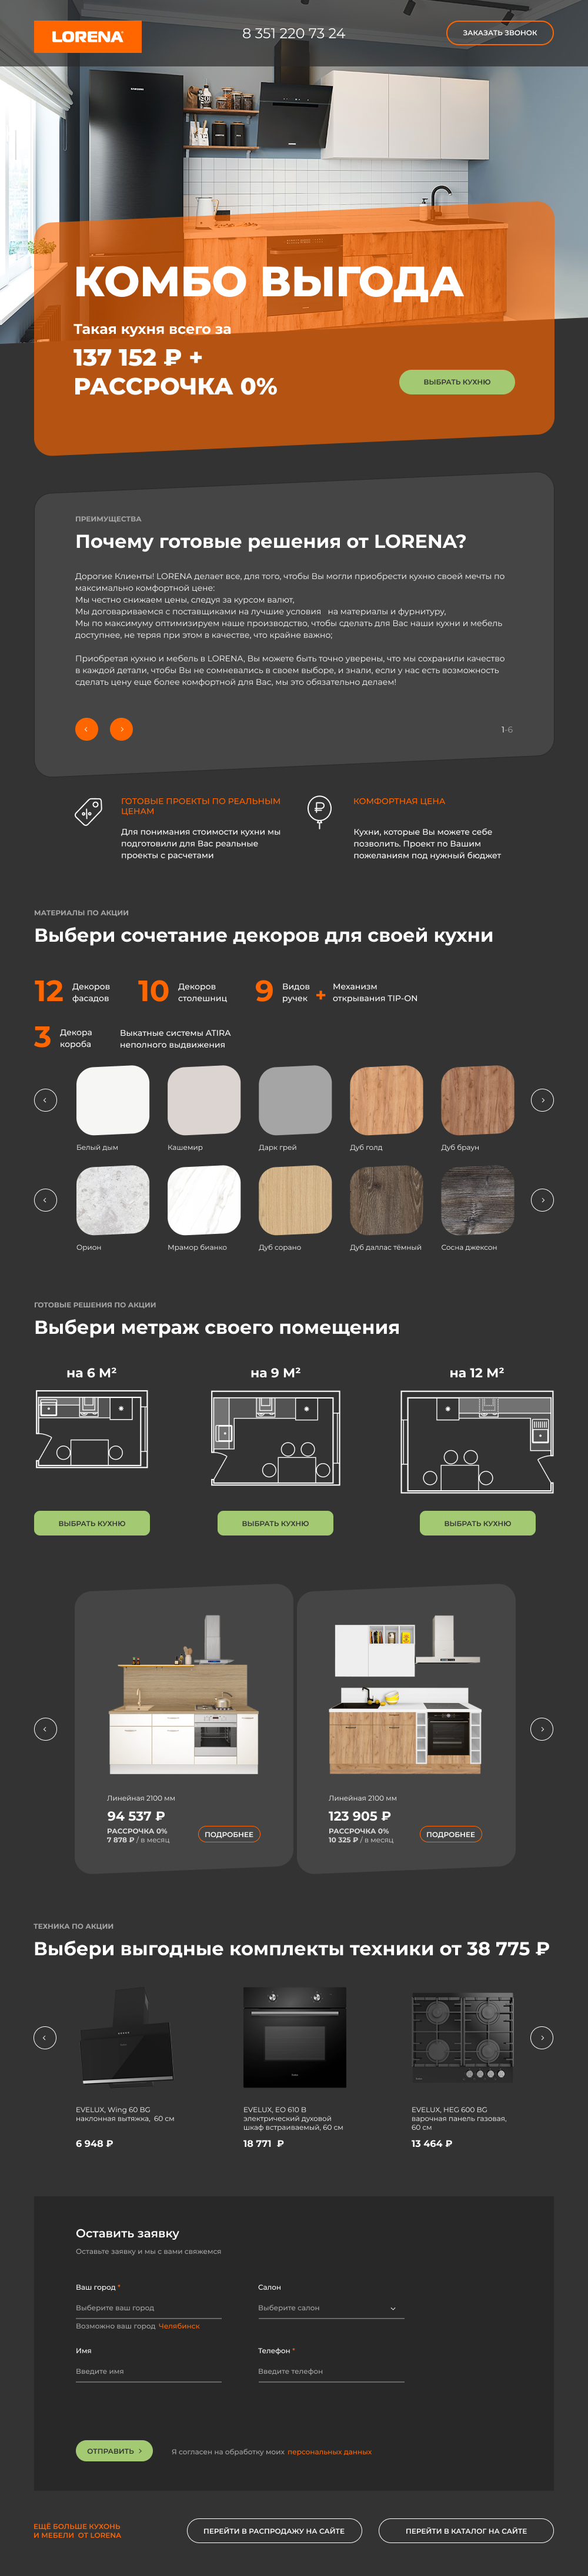 LORENA
8 351 220 73 24
ЗАКАЗАТЬ ЗВОНОК
КОМБО ВЫГОДА
Такая кухня всего за
137 152 ₽ +
РАССРОЧКА 0%
ВЫБРАТЬ КУХНЮ
ПРЕИМУЩЕСТВА
Почему готовые решения от LORENA?
Дорогие Клиенты! LORENA делает все, для того, чтобы Вы могли приобрести кухню своей мечты по
максимально комфортной цене:
Мы честно снижаем цены, следуя за курсом валют,
Мы договариваемся с поставщиками на лучшие условия на материалы и фурнитуру,
Мы по максимуму оптимизируем наше производство, чтобы сделать для Вас наши кухни и мебель
доступнее, не теряя при этом в качестве, что крайне важно;
Приобретая кухню и мебель в LORENA, Вы можете быть точно уверены, что мы сохранили качество
в каждой детали, чтобы Вы не сомневались в своем выборе, и знали, если у нас есть возможность
сделать цену еще более комфортной для Вас, мы это обязательно делаем!
1-6
ГОТОВЫЕ ПРОЕКТЫ ПО РЕАЛЬНЫМ
ЦЕНАМ
Для понимания стоимости кухни мы
подготовили для Вас реальные
проекты с расчетами
КОМФОРТНАЯ ЦЕНА
Кухни, которые Вы можете себе
позволить. Проект по Вашим
пожеланиям под нужный бюджет
МАТЕРИАЛЫ ПО АКЦИИ
Выбери сочетание декоров для своей кухни
12 Декоров
фасадов
10 Декоров
столешниц
9 Видов
ручек
+ Механизм
открывания TIP-ON
3 Декора
короба
Выкатные системы ATIRA
неполного выдвижения
Белый дым
Кашемир
Дарк грей
Дуб голд
Дуб браун
Орион
Мрамор бианко
Дуб сорано
Дуб даллас тёмный
Сосна джексон
ГОТОВЫЕ РЕШЕНИЯ ПО АКЦИИ
Выбери метраж своего помещения
на 6 М²
на 9 М²
на 12 М²
ВЫБРАТЬ КУХНЮ
ВЫБРАТЬ КУХНЮ
ВЫБРАТЬ КУХНЮ
Линейная 2100 мм
94 537 ₽
РАССРОЧКА 0%
7 878 ₽ / в месяц
ПОДРОБНЕЕ
Линейная 2100 мм
123 905 ₽
РАССРОЧКА 0%
10 325 ₽ / в месяц
ПОДРОБНЕЕ
ТЕХНИКА ПО АКЦИИ
Выбери выгодные комплекты техники от 38 775 ₽
EVELUX, Wing 60 BG
наклонная вытяжка, 60 см
6 948 ₽
EVELUX, EO 610 B
электрический духовой
шкаф встраиваемый, 60 см
18 771 ₽
EVELUX, HEG 600 BG
варочная панель газовая,
60 см
13 464 ₽
Оставить заявку
Оставьте заявку и мы с вами свяжемся
Ваш город *
Выберите ваш город
Возможно ваш город Челябинск
Салон
Выберите салон
Имя
Введите имя
Телефон *
Введите телефон
ОТПРАВИТЬ
Я согласен на обработку моих персональных данных
ЕЩЁ БОЛЬШЕ КУХОНЬ
И МЕБЕЛИ ОТ LORENA
ПЕРЕЙТИ В РАСПРОДАЖУ НА САЙТЕ
ПЕРЕЙТИ В КАТАЛОГ НА САЙТЕ